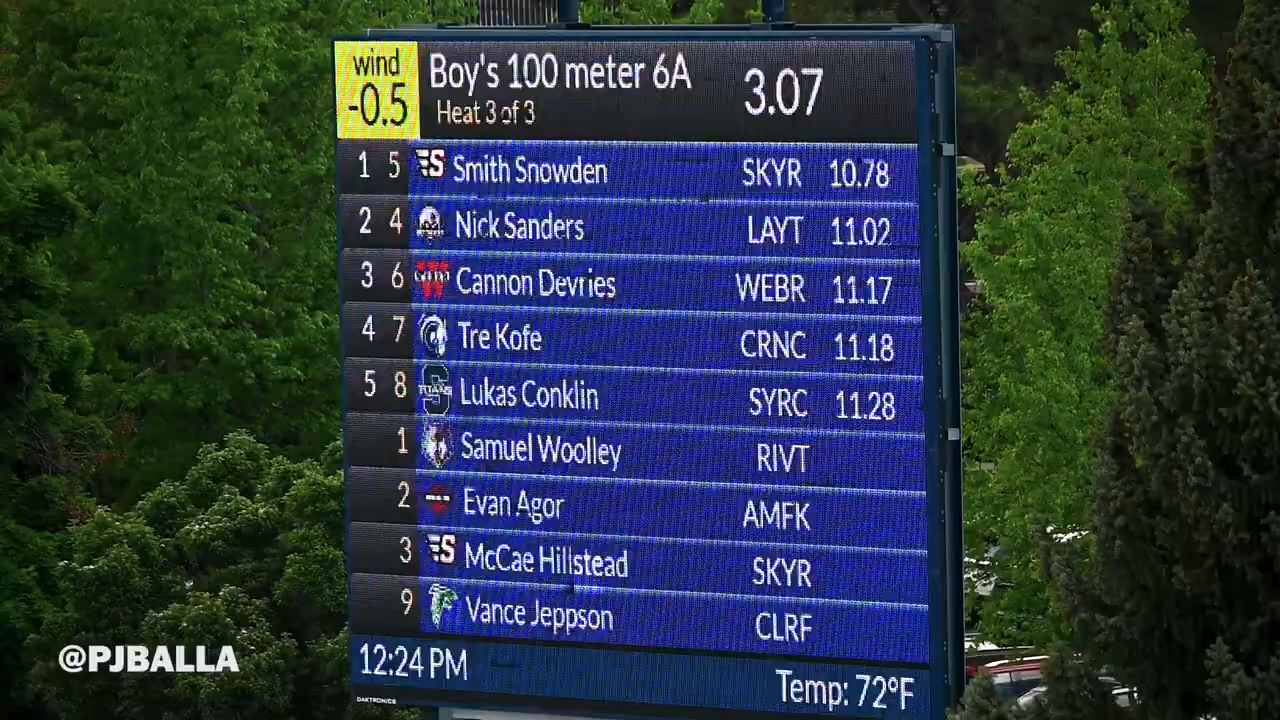 wind
-0.5
Boy's 100 meter 6A 3.07
Heat 3 of 3
1 5 S Smith Snowden SKYR 10.78
2 4 Nick Sanders LAYT 11.02
3 6 W Cannon Devries WEBR 11.17
4 7 Tre Kofe CRNC 11.18
5 8 TITANS Lukas Conklin SYRC 11.28
1 Samuel Woolley RIVT
2 Evan Agor AMFK
3 S McCae Hillstead SKYR
9 Vance Jeppson CLRF
12:24 PM Temp: 72°F
DAKTRONICS
@PJBALLA